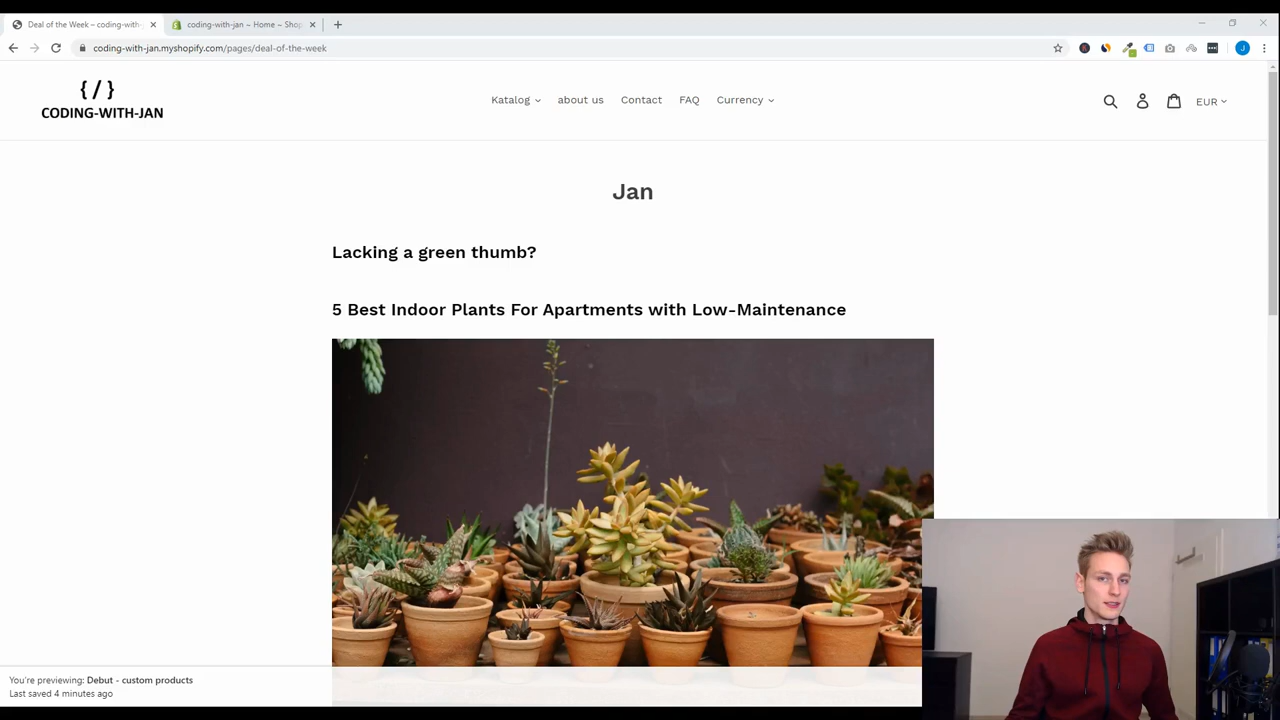 Deal of the Week – coding-with-
coding-with-jan ~ Home ~ Shop
coding-with-jan.myshopify.com/pages/deal-of-the-week
J
{ / }
CODING-WITH-JAN
Katalog
about us
Contact
FAQ
Currency
EUR
Jan
Lacking a green thumb?
5 Best Indoor Plants For Apartments with Low-Maintenance
You're previewing: Debut - custom products
Last saved 4 minutes ago